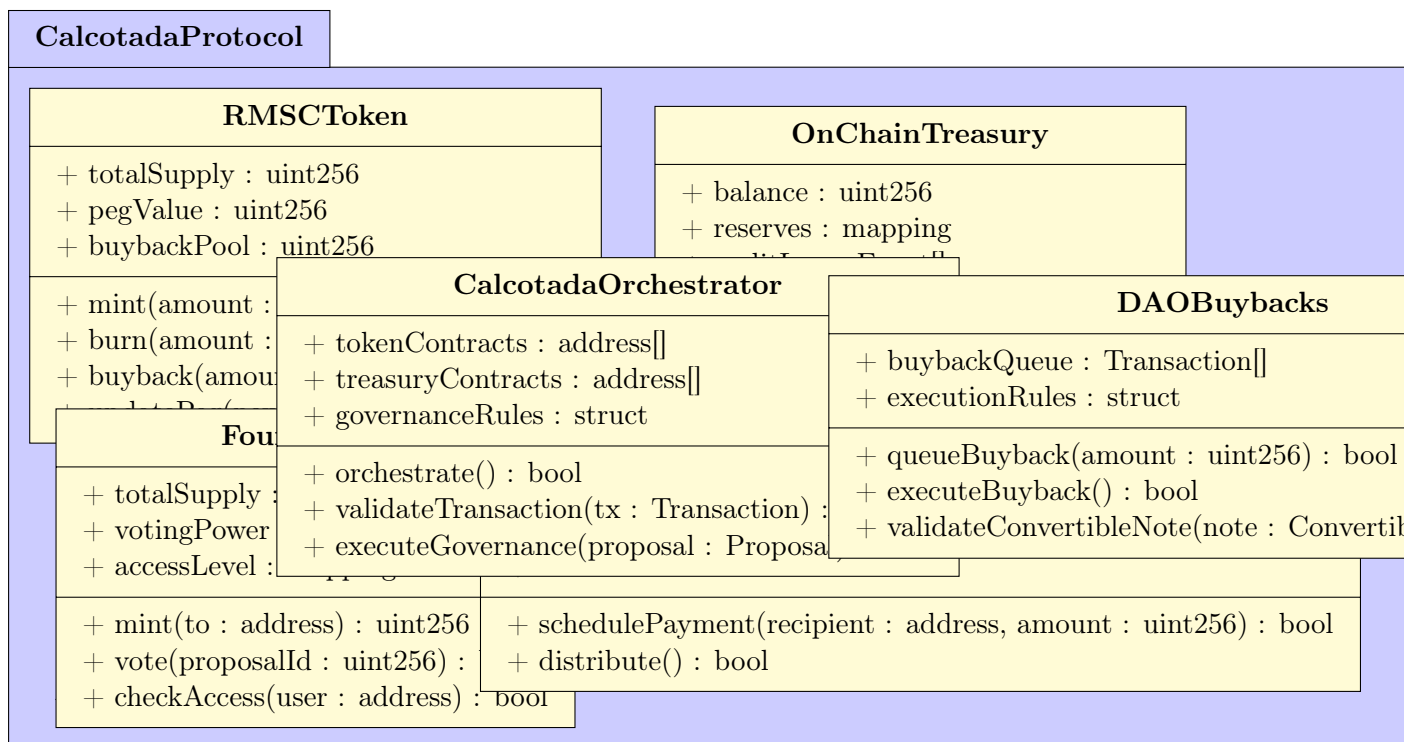 CalcotadaProtocol
RMSCToken
+ totalSupply : uint256
+ pegValue : uint256
+ buybackPool : uint256
+ mint(amount :
+ burn(amount :
+ buyback(amou
OnChainTreasury
+ balance : uint256
+ reserves : mapping
CalcotadaOrchestrator
+ tokenContracts : address[]
+ treasuryContracts : address[]
+ governanceRules : struct
+ orchestrate() : bool
+ validateTransaction(tx : Transaction) :
+ executeGovernance(proposal : Proposal)
DAOBuybacks
+ buybackQueue : Transaction[]
+ executionRules : struct
+ queueBuyback(amount : uint256) : bool
+ executeBuyback() : bool
+ validateConvertibleNote(note : Convertib
Fou
+ totalSupply :
+ votingPower
+ accessLevel :
+ mint(to : address) : uint256
+ vote(proposalId : uint256) :
+ checkAccess(user : address) : bool
+ schedulePayment(recipient : address, amount : uint256) : bool
+ distribute() : bool